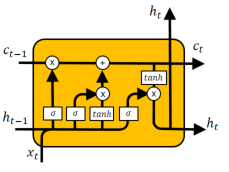 h_t
c_{t-1} x + c_t
tanh
x x
σ σ tanh σ
h_{t-1} h_t
x_t